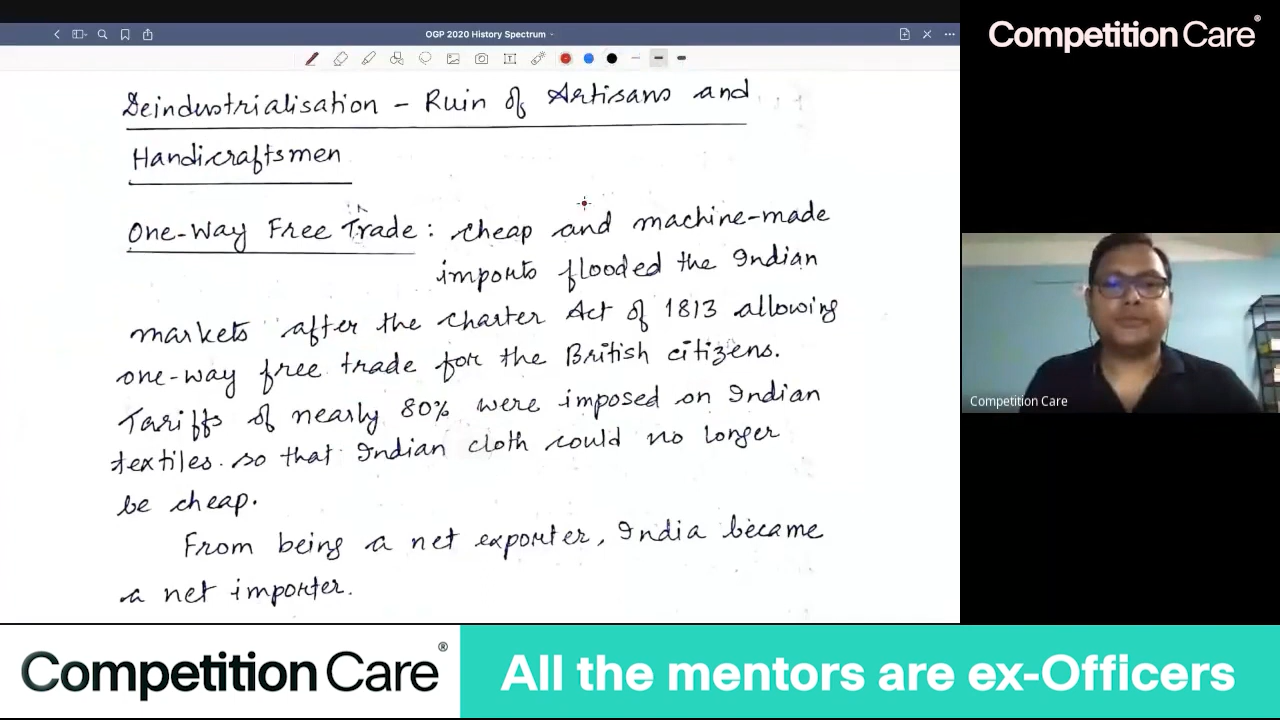 Competition Care®
OGP 2020 History Spectrum
Deindustrialisation - Ruin of Artisans and
Handicraftsmen
One-Way Free Trade : cheap and machine-made
imports flooded the Indian
markets after the charter Act of 1813 allowing
one-way free trade for the British citizens.
Tariffs of nearly 80% were imposed on Indian
textiles. so that Indian cloth could no longer
be cheap.
From being a net exporter, India became
a net importer.
Competition Care
Competition Care®
All the mentors are ex-Officers